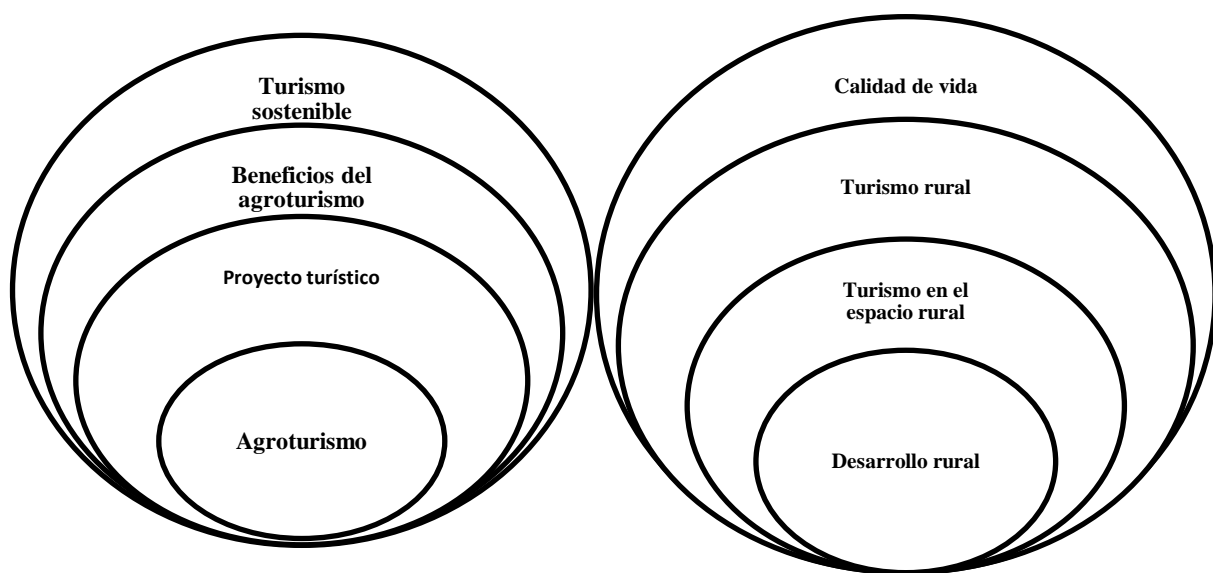 Turismo
sostenible
Beneficios del
agroturismo
Proyecto turístico
Agroturismo
Calidad de vida
Turismo rural
Turismo en el
espacio rural
Desarrollo rural